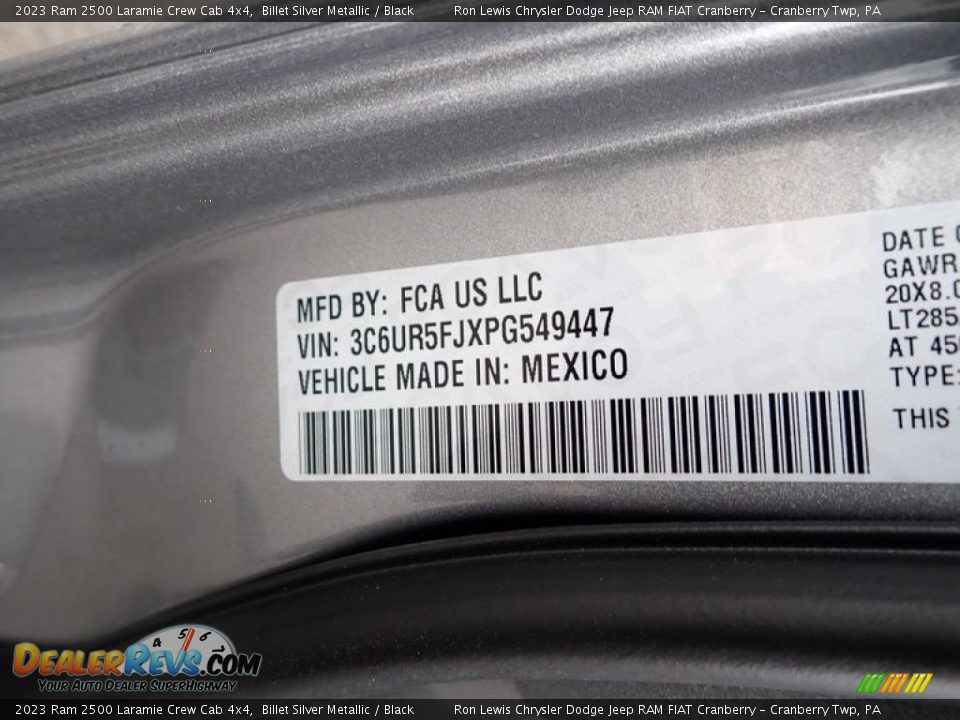 2023 Ram 2500 Laramie Crew Cab 4x4, Billet Silver Metallic / Black Ron Lewis Chrysler Dodge Jeep RAM FIAT Cranberry - Cranberry Twp, PA
MFD BY: FCA US LLC
VIN: 3C6UR5FJXPG549447
VEHICLE MADE IN: MEXICO
DATE
GAWR
20X8.0
LT285
AT 45
TYPE:
THIS
4 5 6
DEALERREVS.COM
YOUR AUTO DEALER SUPERHIGHWAY
2023 Ram 2500 Laramie Crew Cab 4x4, Billet Silver Metallic / Black Ron Lewis Chrysler Dodge Jeep RAM FIAT Cranberry - Cranberry Twp, PA